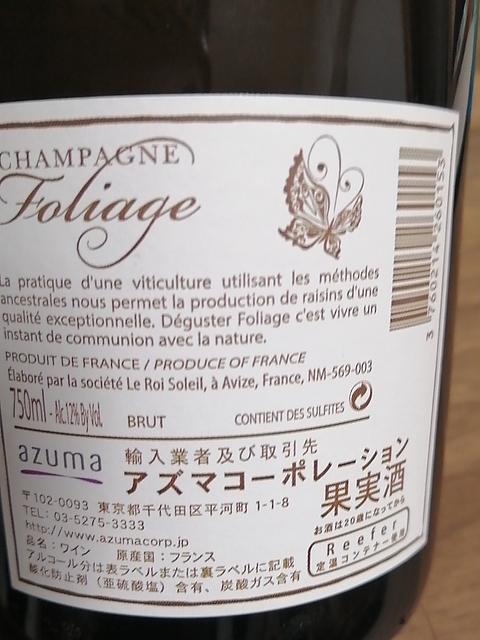 CHAMPAGNE
Foliage
La pratique d'une viticulture utilisant les méthodes
ancestrales nous permet la production de raisins d'une
qualité exceptionnelle. Déguster Foliage c'est vivre un
instant de communion avec la nature.
PRODUIT DE FRANCE / PRODUCE OF FRANCE
Élaboré par la société Le Roi Soleil, à Avize, France, NM-569-003
750ml - Alc12% By Vol. BRUT CONTIENT DES SULFITES
3 760214 260153
azuma 輸入業者及び取引先
アズマコーポレーション
〒102-0093 東京都千代田区平河町 1-1-8
果実酒
TEL: 03-5275-3333
お酒は20歳になってから
http://www.azumacorp.jp
品名:ワイン 原産国:フランス
Reefer
定温コンテナー使用
アルコール分は表ラベルまたは裏ラベルに記載
酸化防止剤(亜硫酸塩)含有、炭酸ガス含有